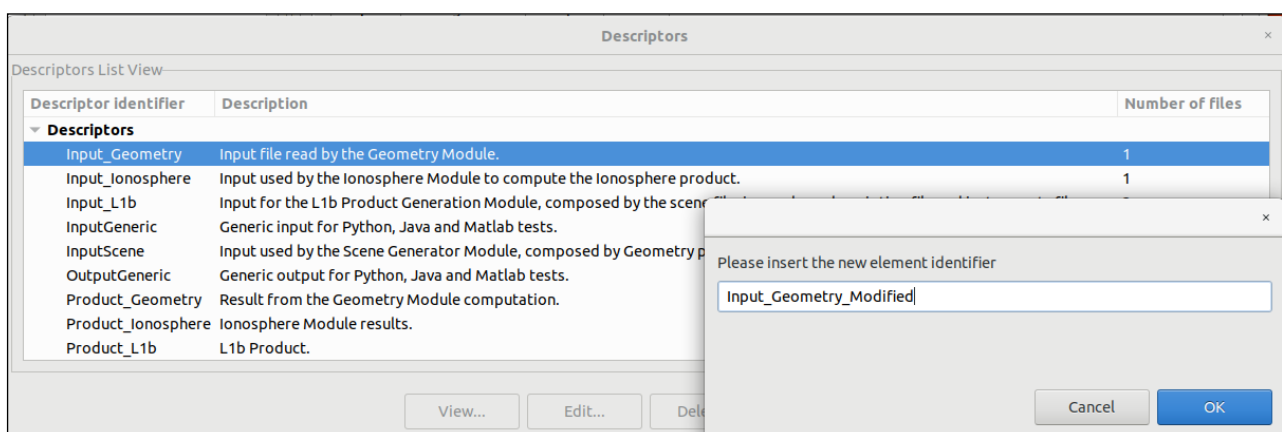 Descriptors
Descriptors List View
Descriptor identifier Description Number of files
Descriptors
Input_Geometry Input file read by the Geometry Module. 1
Input_Ionosphere Input used by the Ionosphere Module to compute the Ionosphere product. 1
Input_L1b Input for the L1b Product Generation Module, composed by the scene
InputGeneric Generic input for Python, Java and Matlab tests.
InputScene Input used by the Scene Generator Module, composed by Geometry p
OutputGeneric Generic output for Python, Java and Matlab tests.
Product_Geometry Result from the Geometry Module computation.
Product_Ionosphere Ionosphere Module results.
Product_L1b L1b Product.
View... Edit... Dele
Please insert the new element identifier
Input_Geometry_Modified
Cancel OK